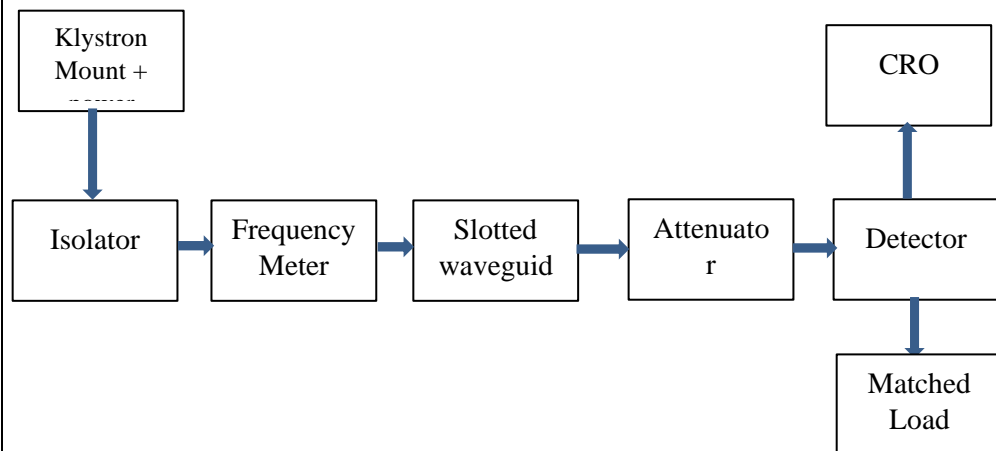 Klystron
Mount +
CRO
Isolator
Frequency
Meter
Slotted
waveguid
Attenuato
r
Detector
Matched
Load